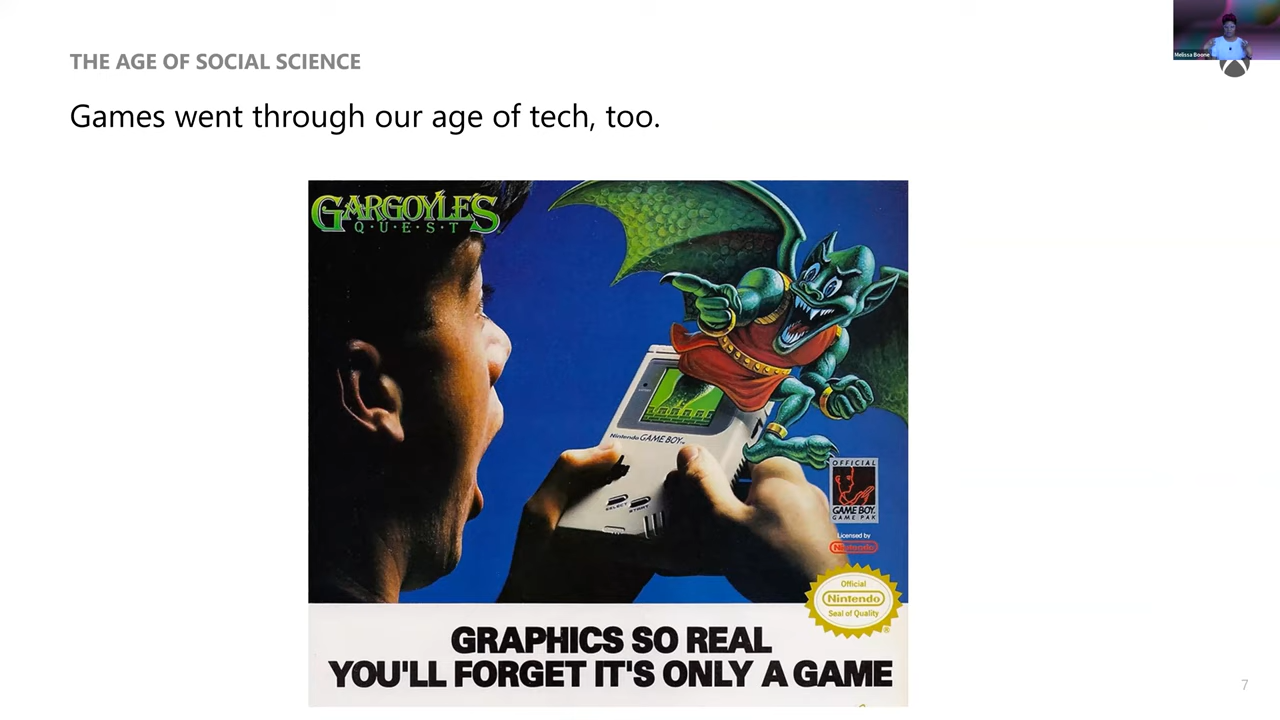 THE AGE OF SOCIAL SCIENCE
Games went through our age of tech, too.
Melissa Boone
GARGOYLE'S
Q·U·E·S·T
Nintendo GAME BOY
SELECT
START
OFFICIAL
GAME BOY
GAME PAK
Licensed by
Nintendo
Official
Nintendo
Seal of Quality
GRAPHICS SO REAL
YOU'LL FORGET IT'S ONLY A GAME
7